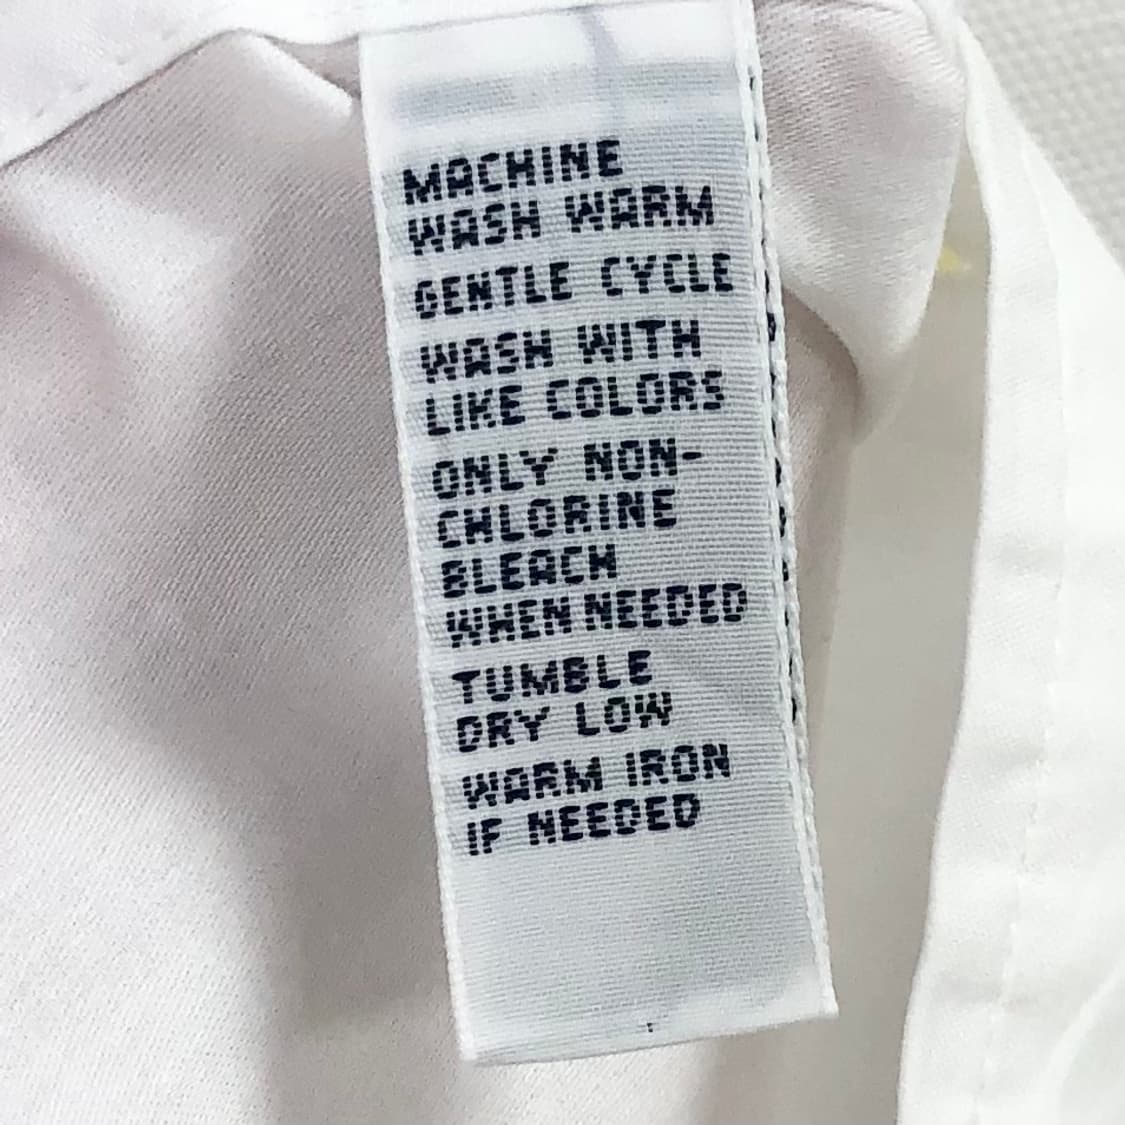 MACHINE
WASH WARM
GENTLE CYCLE
WASH WITH
LIKE COLORS
ONLY NON-
CHLORINE
BLEACH
WHEN NEEDED
TUMBLE
DRY LOW
WARM IRON
IF NEEDED